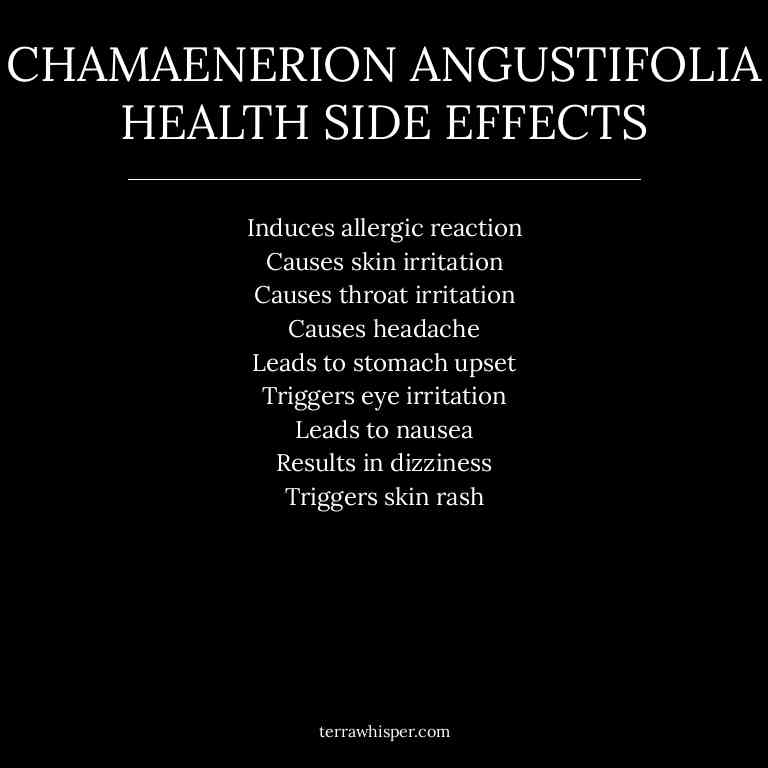 CHAMAENERION ANGUSTIFOLIA
HEALTH SIDE EFFECTS
Induces allergic reaction
Causes skin irritation
Causes throat irritation
Causes headache
Leads to stomach upset
Triggers eye irritation
Leads to nausea
Results in dizziness
Triggers skin rash
terrawhisper.com